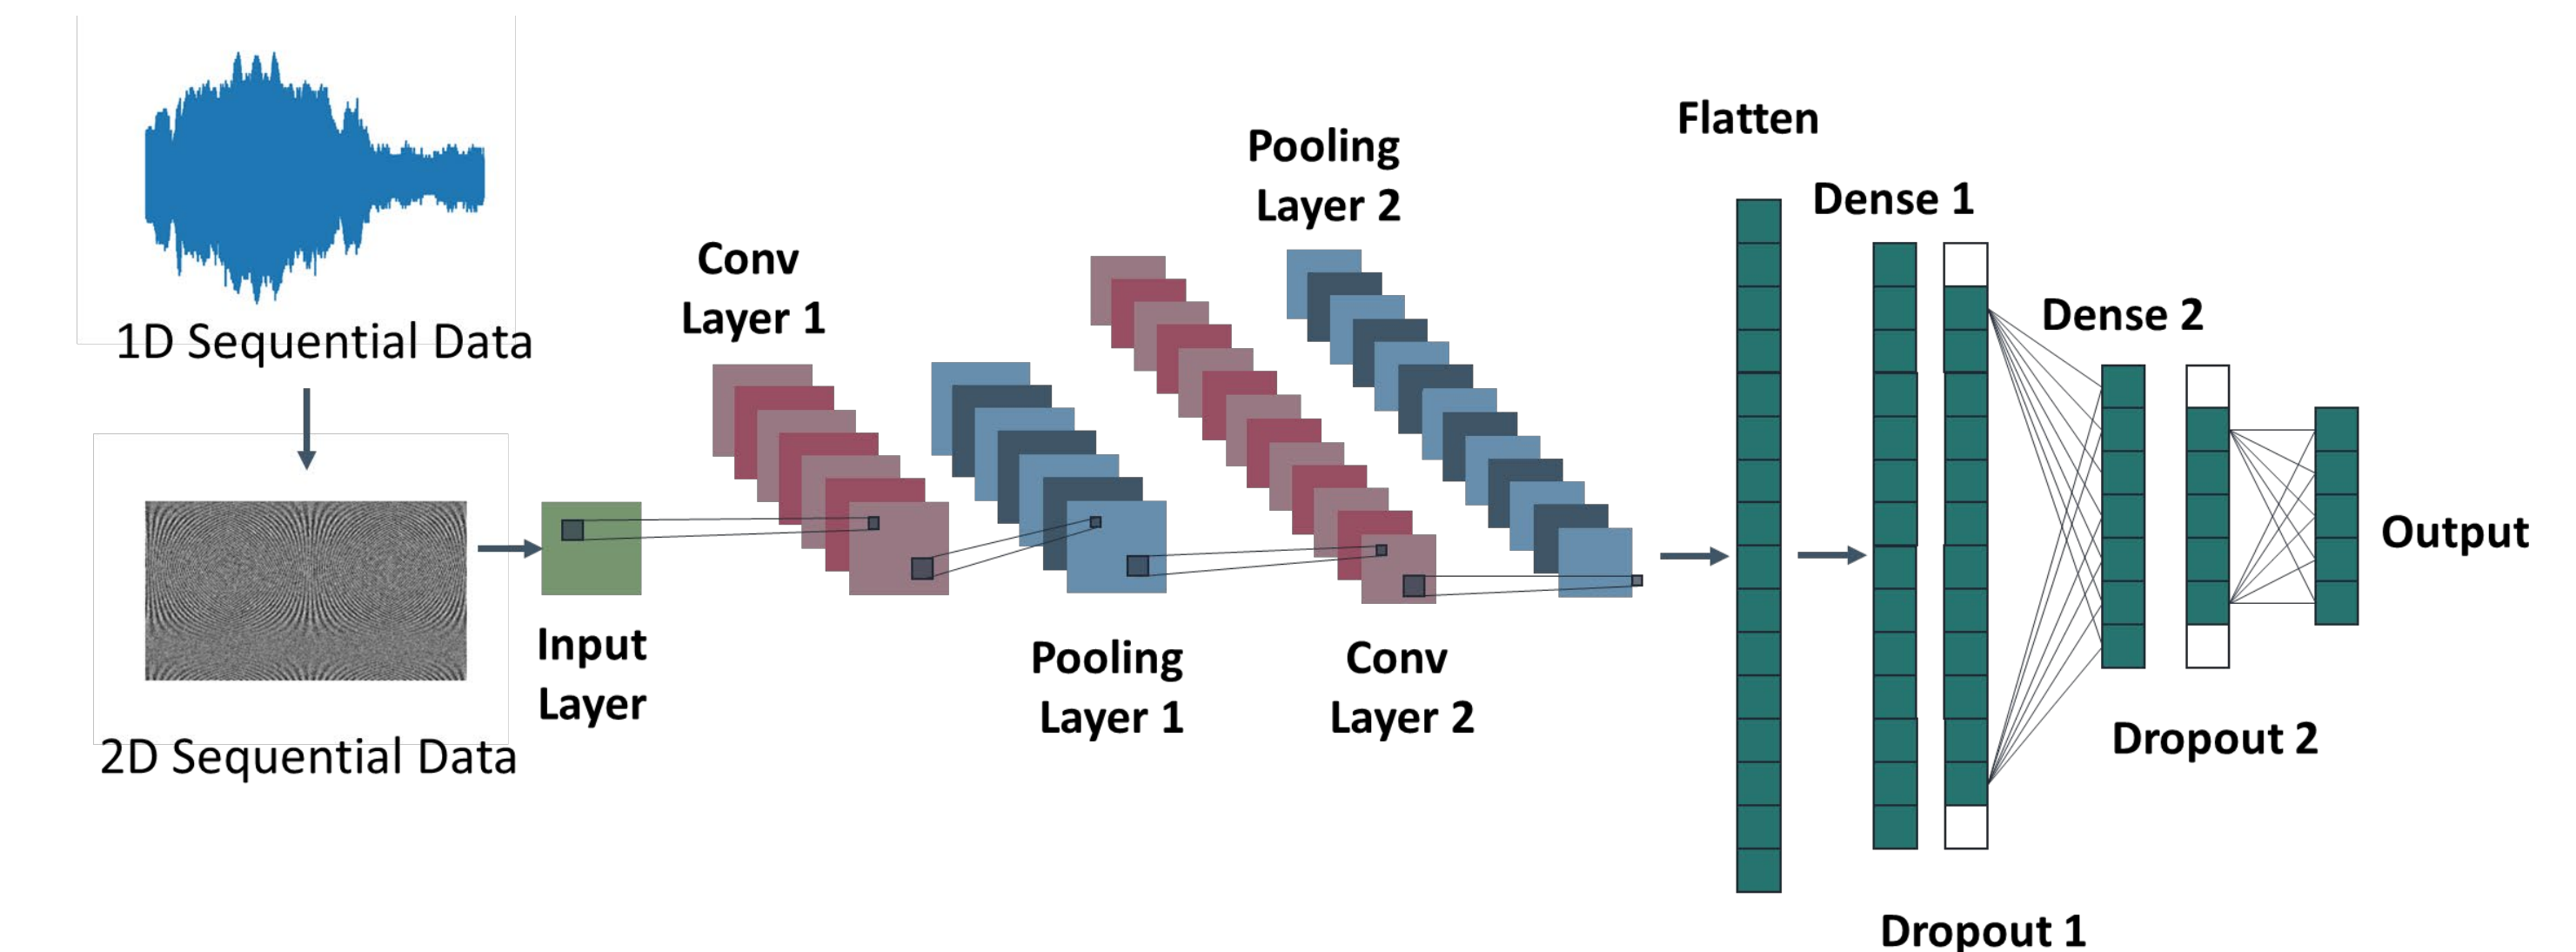 1D Sequential Data
2D Sequential Data
Input
Layer
Conv
Layer 1
Pooling
Layer 1
Conv
Layer 2
Pooling
Layer 2
Flatten
Dense 1
Dropout 1
Dense 2
Dropout 2
Output